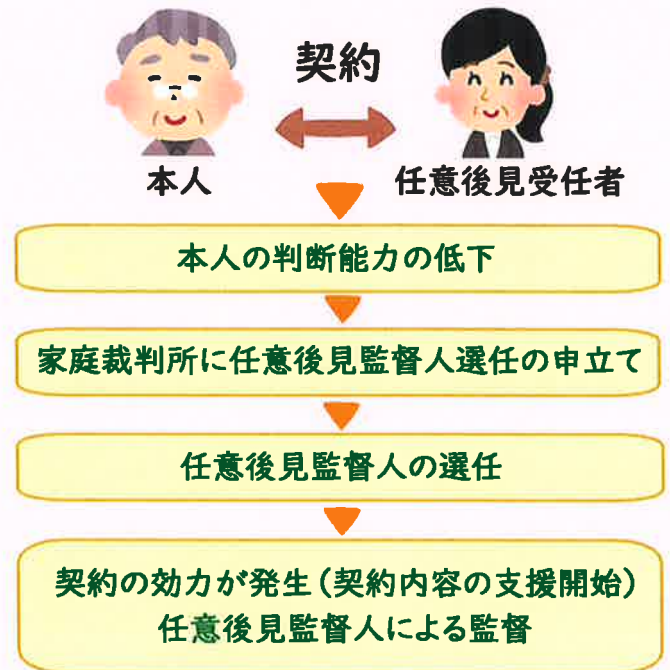 契約
本人
任意後見受任者
本人の判断能力の低下
家庭裁判所に任意後見監督人選任の申立て
任意後見監督人の選任
契約の効力が発生（契約内容の支援開始）
任意後見監督人による監督